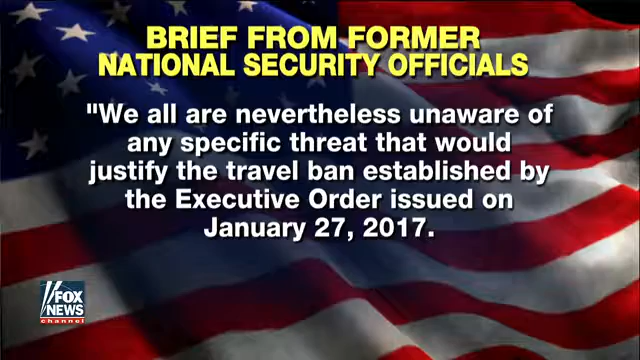 BRIEF FROM FORMER
NATIONAL SECURITY OFFICIALS
"We all are nevertheless unaware of
any specific threat that would
justify the travel ban established by
the Executive Order issued on
January 27, 2017.
FOX
NEWS
channel